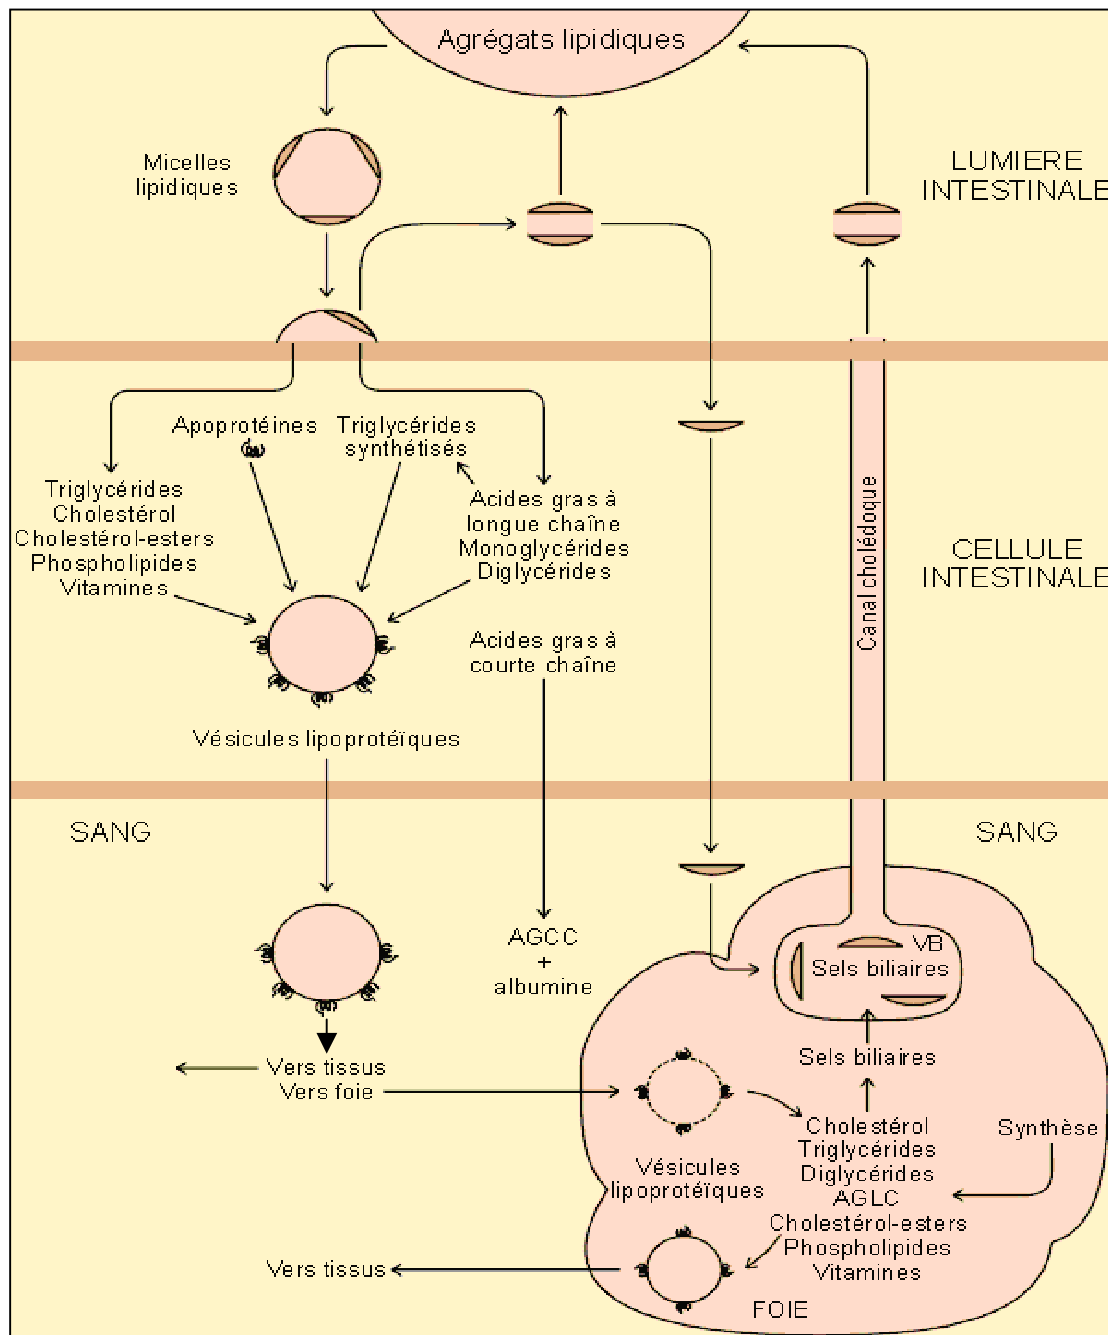 Agrégats lipidiques
Micelles
lipidiques
LUMIERE
INTESTINALE
Apoprotéines
Triglycérides
synthétisés
Triglycérides
Cholestérol
Cholestérol-esters
Phospholipides
Vitamines
Acides gras à
longue chaîne
Monoglycérides
Diglycérides
Acides gras à
courte chaîne
Canal cholédoque
CELLULE
INTESTINALE
Vésicules lipoprotéïques
SANG
SANG
AGCC
+
albumine
VB
Sels biliaires
Sels biliaires
Vers tissus
Vers foie
Cholestérol
Triglycérides
Diglycérides
AGLC
Cholestérol-esters
Phospholipides
Vitamines
Synthèse
Vésicules
lipoprotéïques
Vers tissus
FOIE